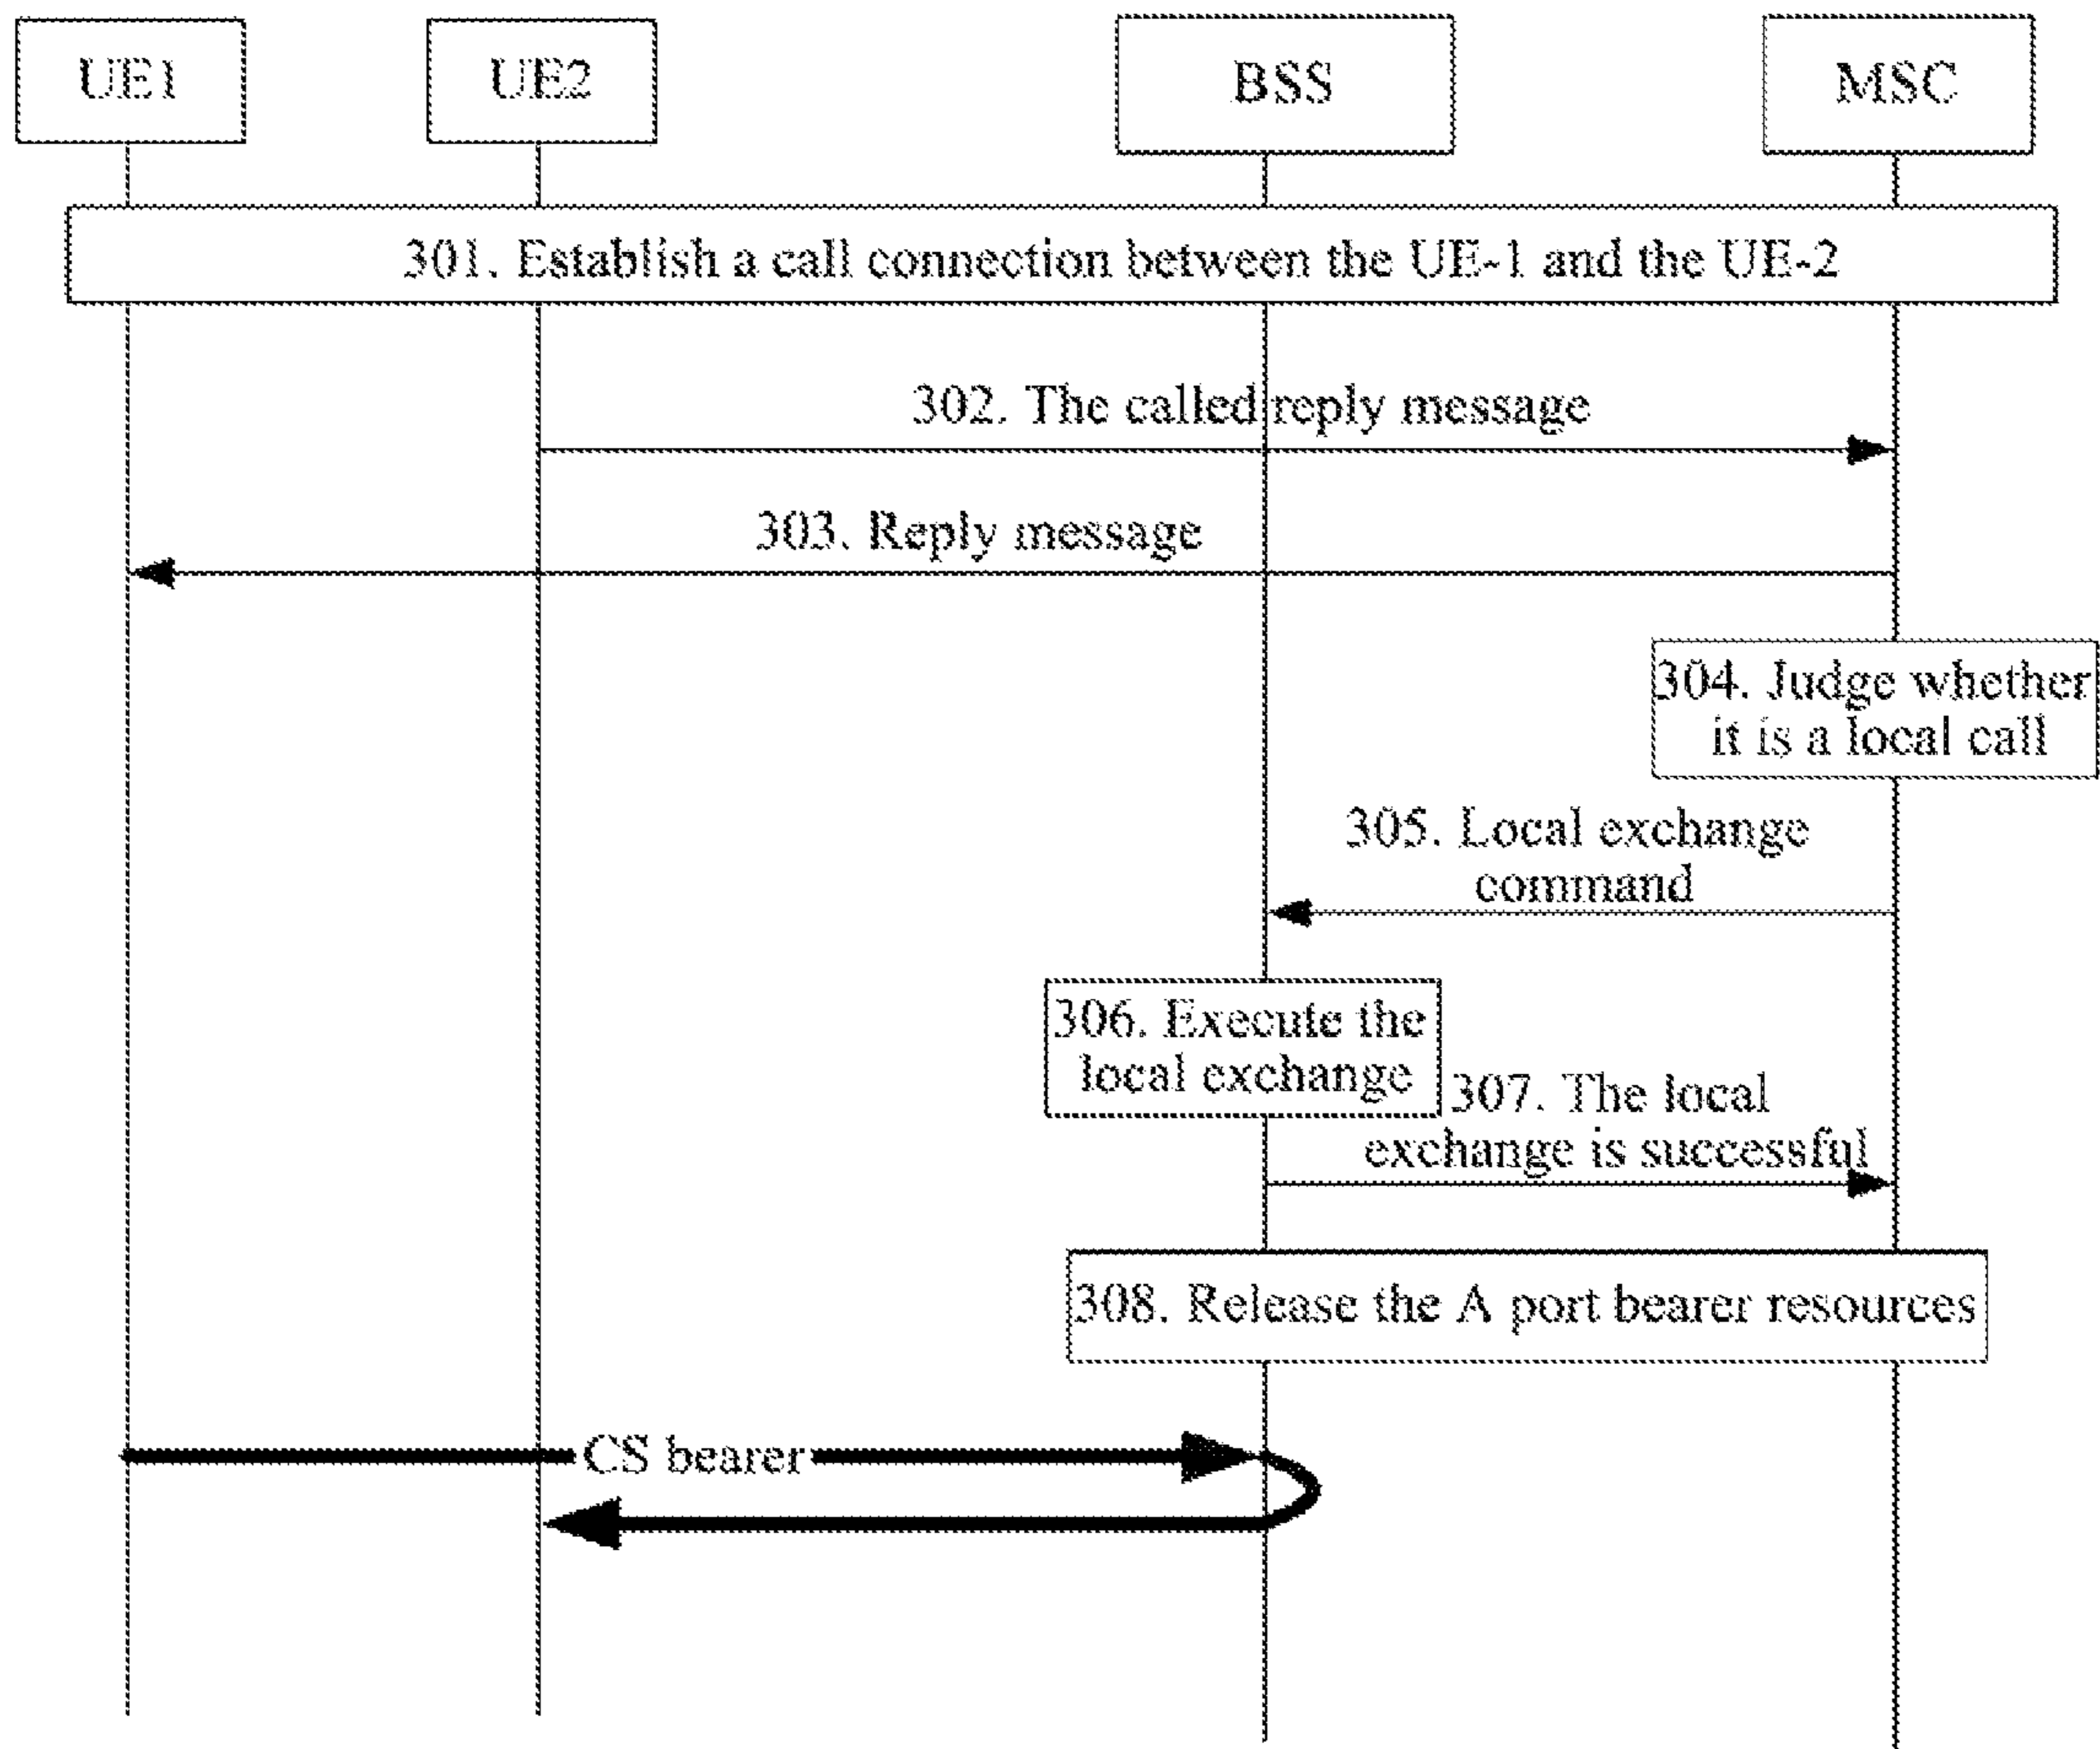 UE1
UE2
BSS
MSC
301. Establish a call connection between the UE-1 and the UE-2
302. The called reply message
303. Reply message
304. Judge whether
it is a local call
305. Local exchange
command
306. Execute the
local exchange
307. The local
exchange is successful
308. Release the A port bearer resources
CS bearer